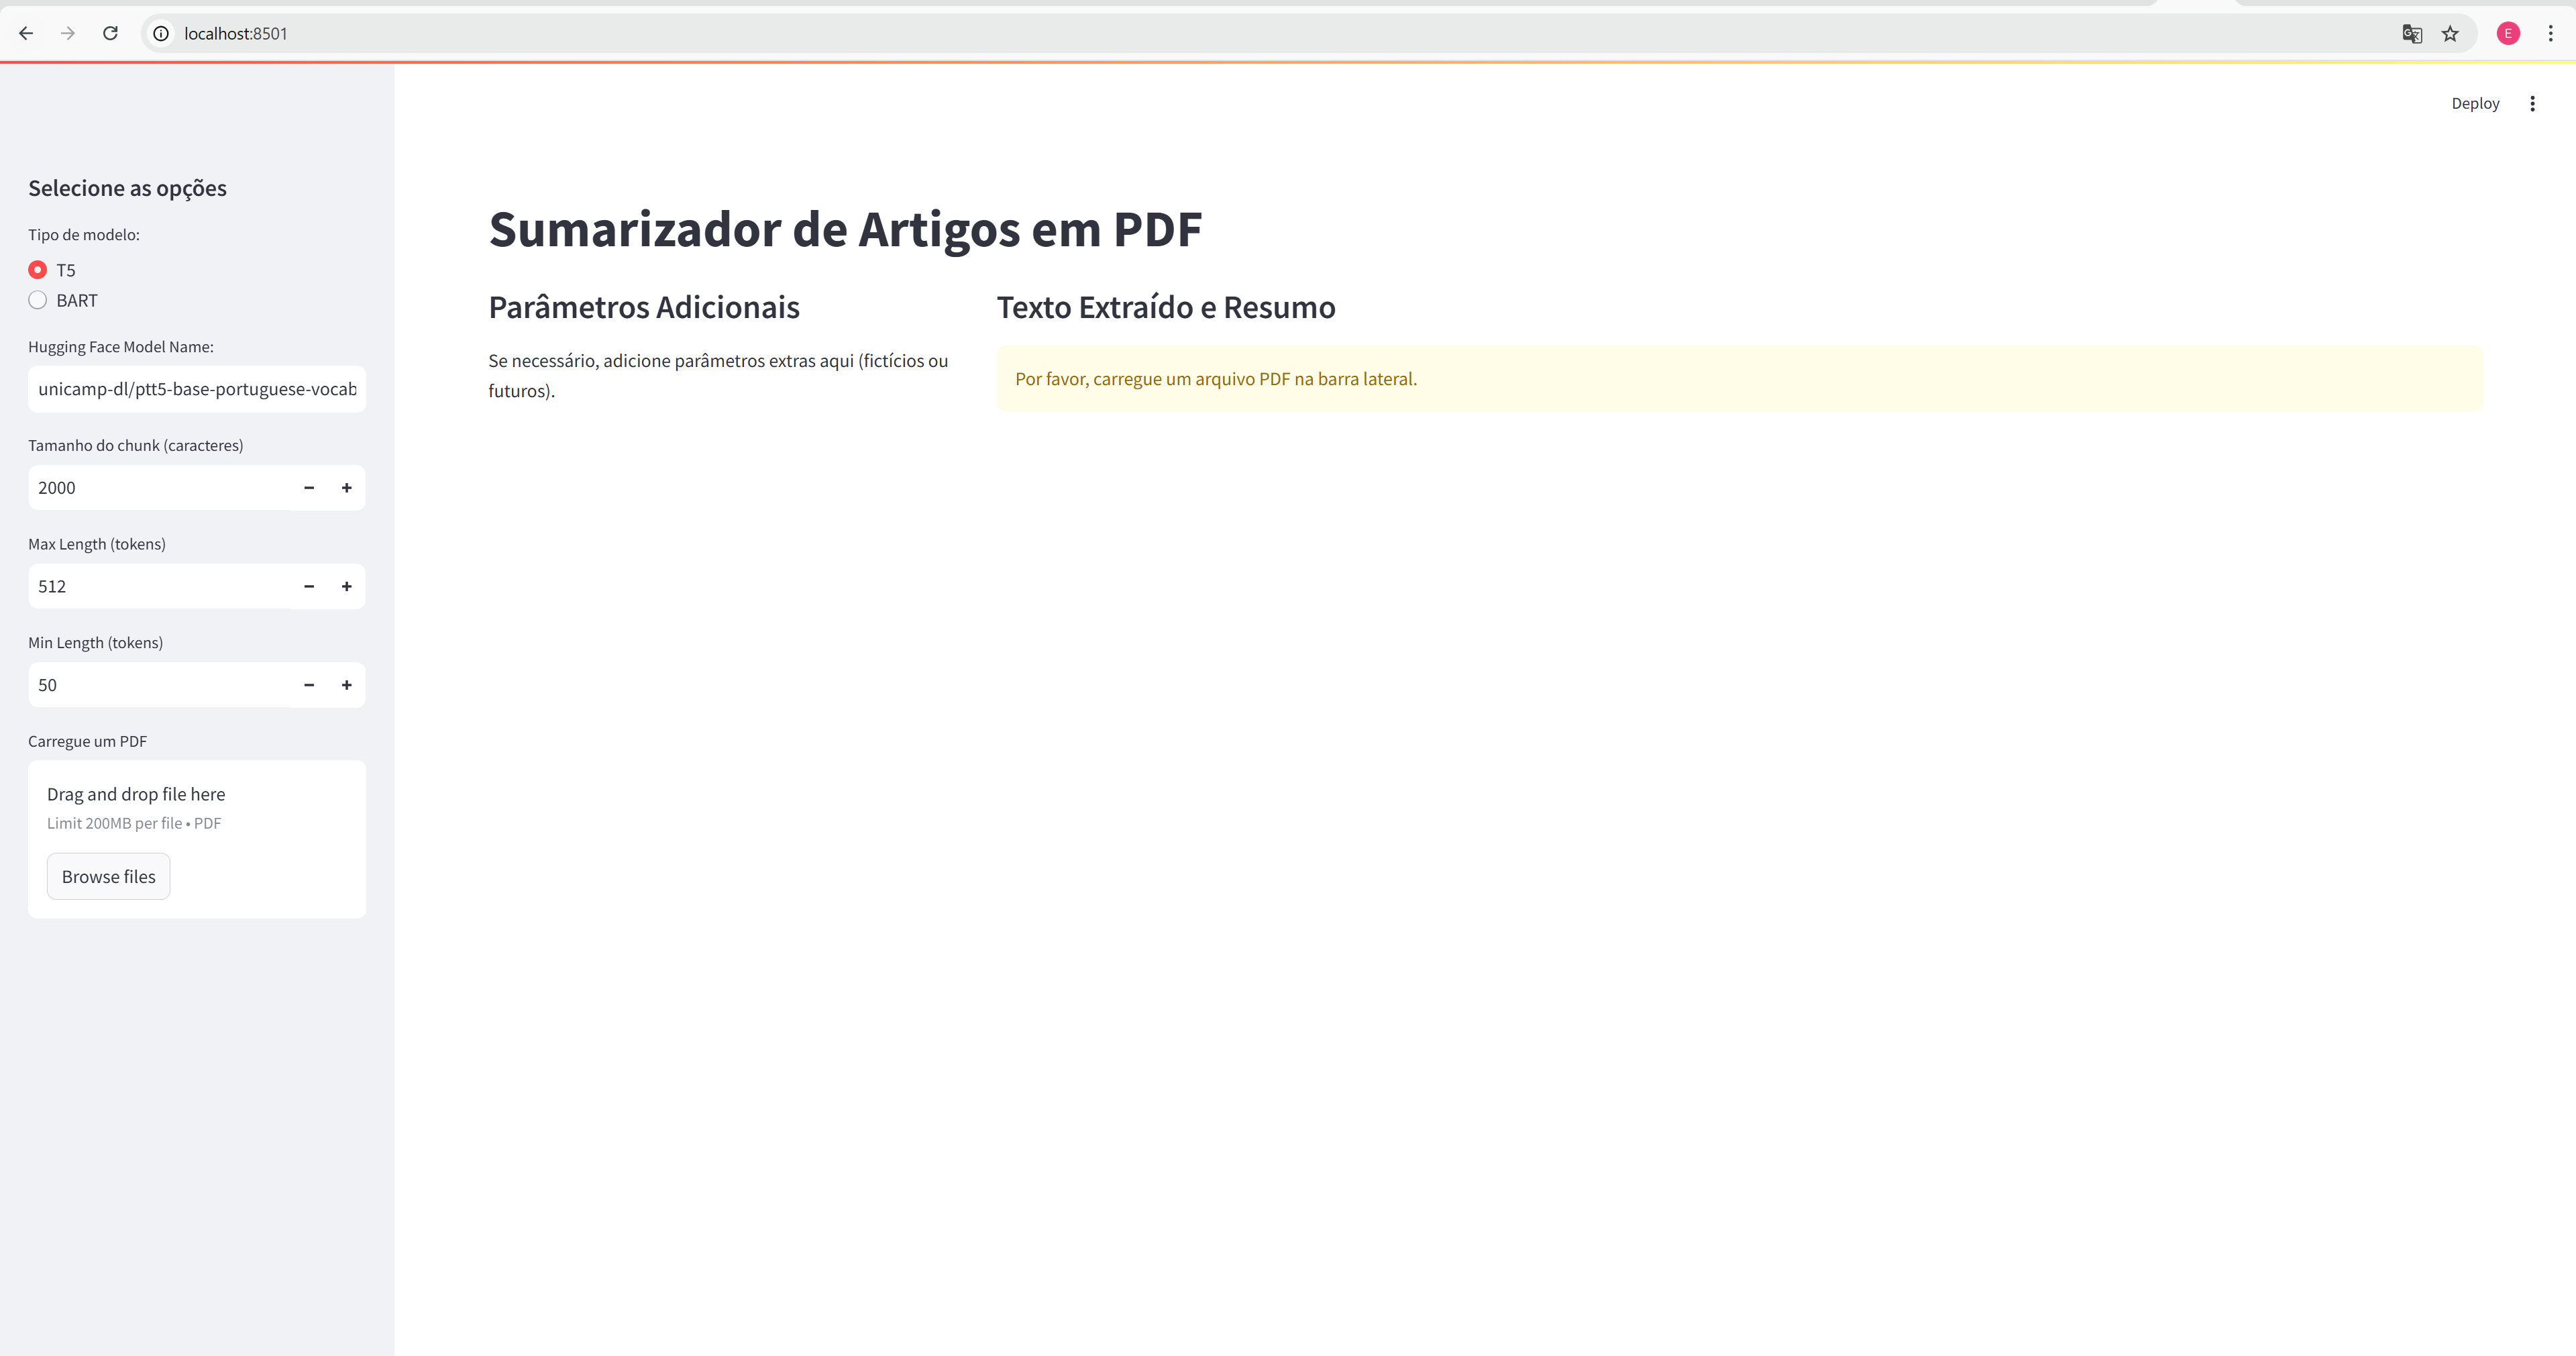 localhost:8501
E
Deploy
Selecione as opções
Tipo de modelo:
T5
BART
Hugging Face Model Name:
unicamp-dl/ptt5-base-portuguese-vocab
Tamanho do chunk (caracteres)
2000
Max Length (tokens)
512
Min Length (tokens)
50
Carregue um PDF
Drag and drop file here
Limit 200MB per file • PDF
Browse files
Sumarizador de Artigos em PDF
Parâmetros Adicionais
Se necessário, adicione parâmetros extras aqui (fictícios ou
futuros).
Texto Extraído e Resumo
Por favor, carregue um arquivo PDF na barra lateral.